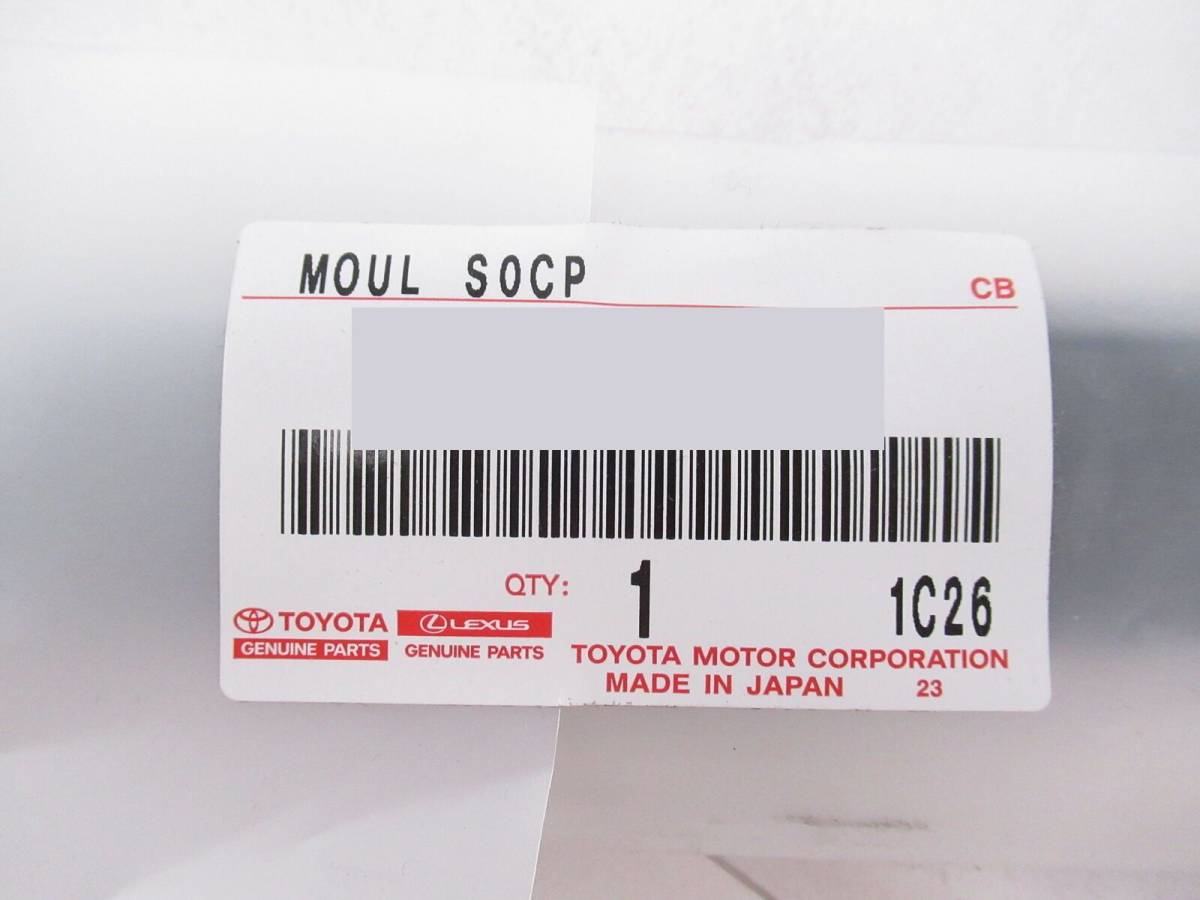 MOUL SOCP
CB
QTY: 1 1C26
TOYOTA LEXUS
GENUINE PARTS GENUINE PARTS
TOYOTA MOTOR CORPORATION
MADE IN JAPAN 23